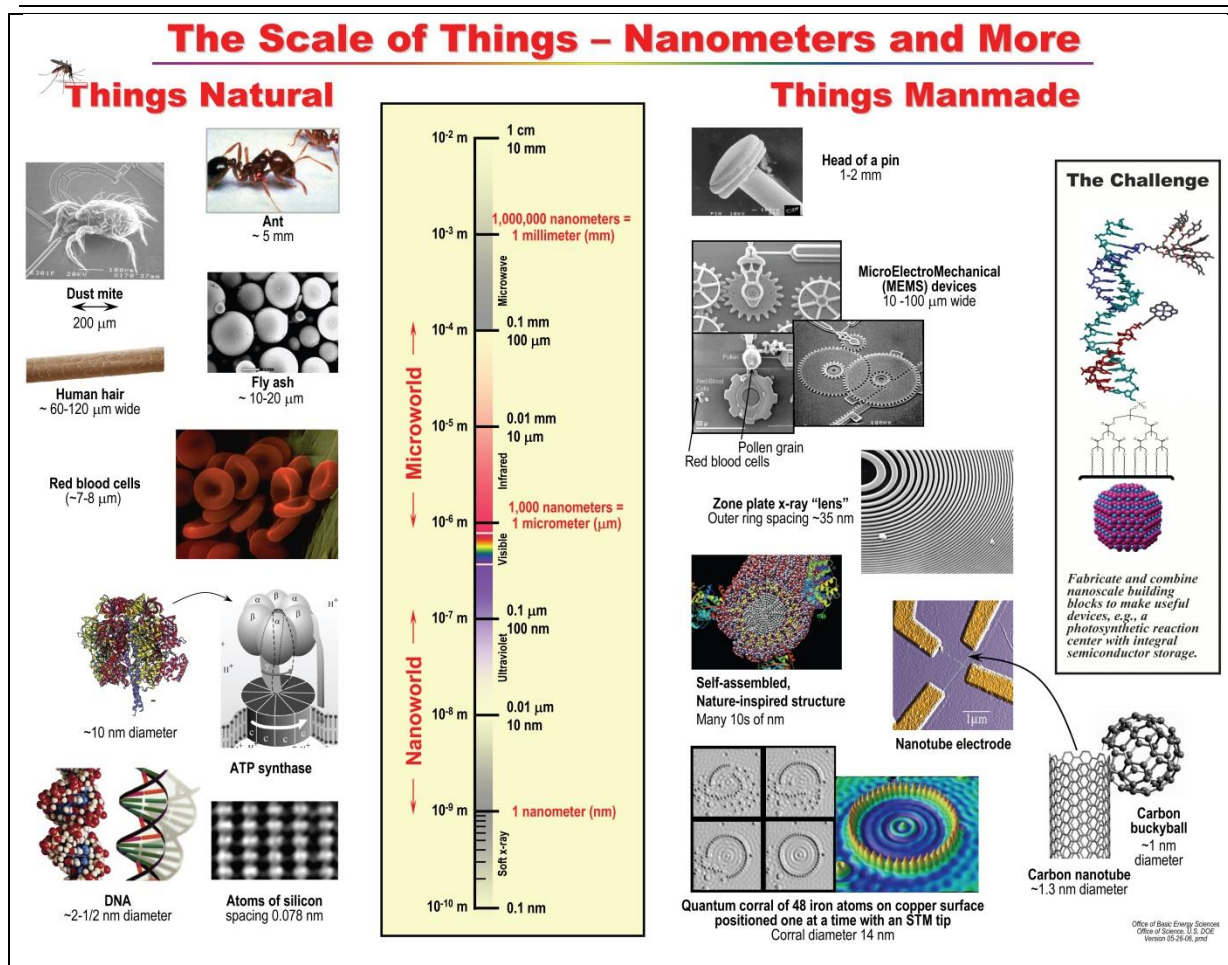 The Scale of Things – Nanometers and More
Things Natural
Things Manmade
Ant
~ 5 mm
Dust mite
200 μm
Human hair
~ 60-120 μm wide
Fly ash
~ 10-20 μm
Red blood cells
(~7-8 μm)
~10 nm diameter
α
β
β
α
β
α
H+
H+
H+
c
c
c
c
ATP synthase
DNA
~2-1/2 nm diameter
Atoms of silicon
spacing 0.078 nm
Microworld
Nanoworld
10-2 m
10-3 m
10-4 m
10-5 m
10-6 m
10-7 m
10-8 m
10-9 m
10-10 m
1 cm
10 mm
1,000,000 nanometers =
1 millimeter (mm)
Microwave
0.1 mm
100 μm
0.01 mm
10 μm
Infrared
1,000 nanometers =
1 micrometer (μm)
Visible
0.1 μm
100 nm
Ultraviolet
0.01 μm
10 nm
1 nanometer (nm)
Soft x-ray
0.1 nm
Head of a pin
1-2 mm
MicroElectroMechanical
(MEMS) devices
10 -100 μm wide
Pollen
Red Blood
Cells
Pollen grain
Red blood cells
Zone plate x-ray “lens”
Outer ring spacing ~35 nm
Self-assembled,
Nature-inspired structure
Many 10s of nm
1μm
Nanotube electrode
Quantum corral of 48 iron atoms on copper surface
positioned one at a time with an STM tip
Corral diameter 14 nm
Carbon nanotube
~1.3 nm diameter
Carbon
buckyball
~1 nm
diameter
The Challenge
Fabricate and combine
nanoscale building
blocks to make useful
devices, e.g., a
photosynthetic reaction
center with integral
semiconductor storage.
Office of Basic Energy Sciences
Office of Science, U.S. DOE
Version 05-26-06, pmd